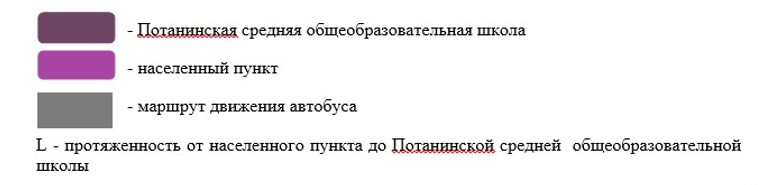 - Потанинская средняя общеобразовательная школа
- населенный пункт
- маршрут движения автобуса
L - протяженность от населенного пункта до Потанинской средней общеобразовательной
школы